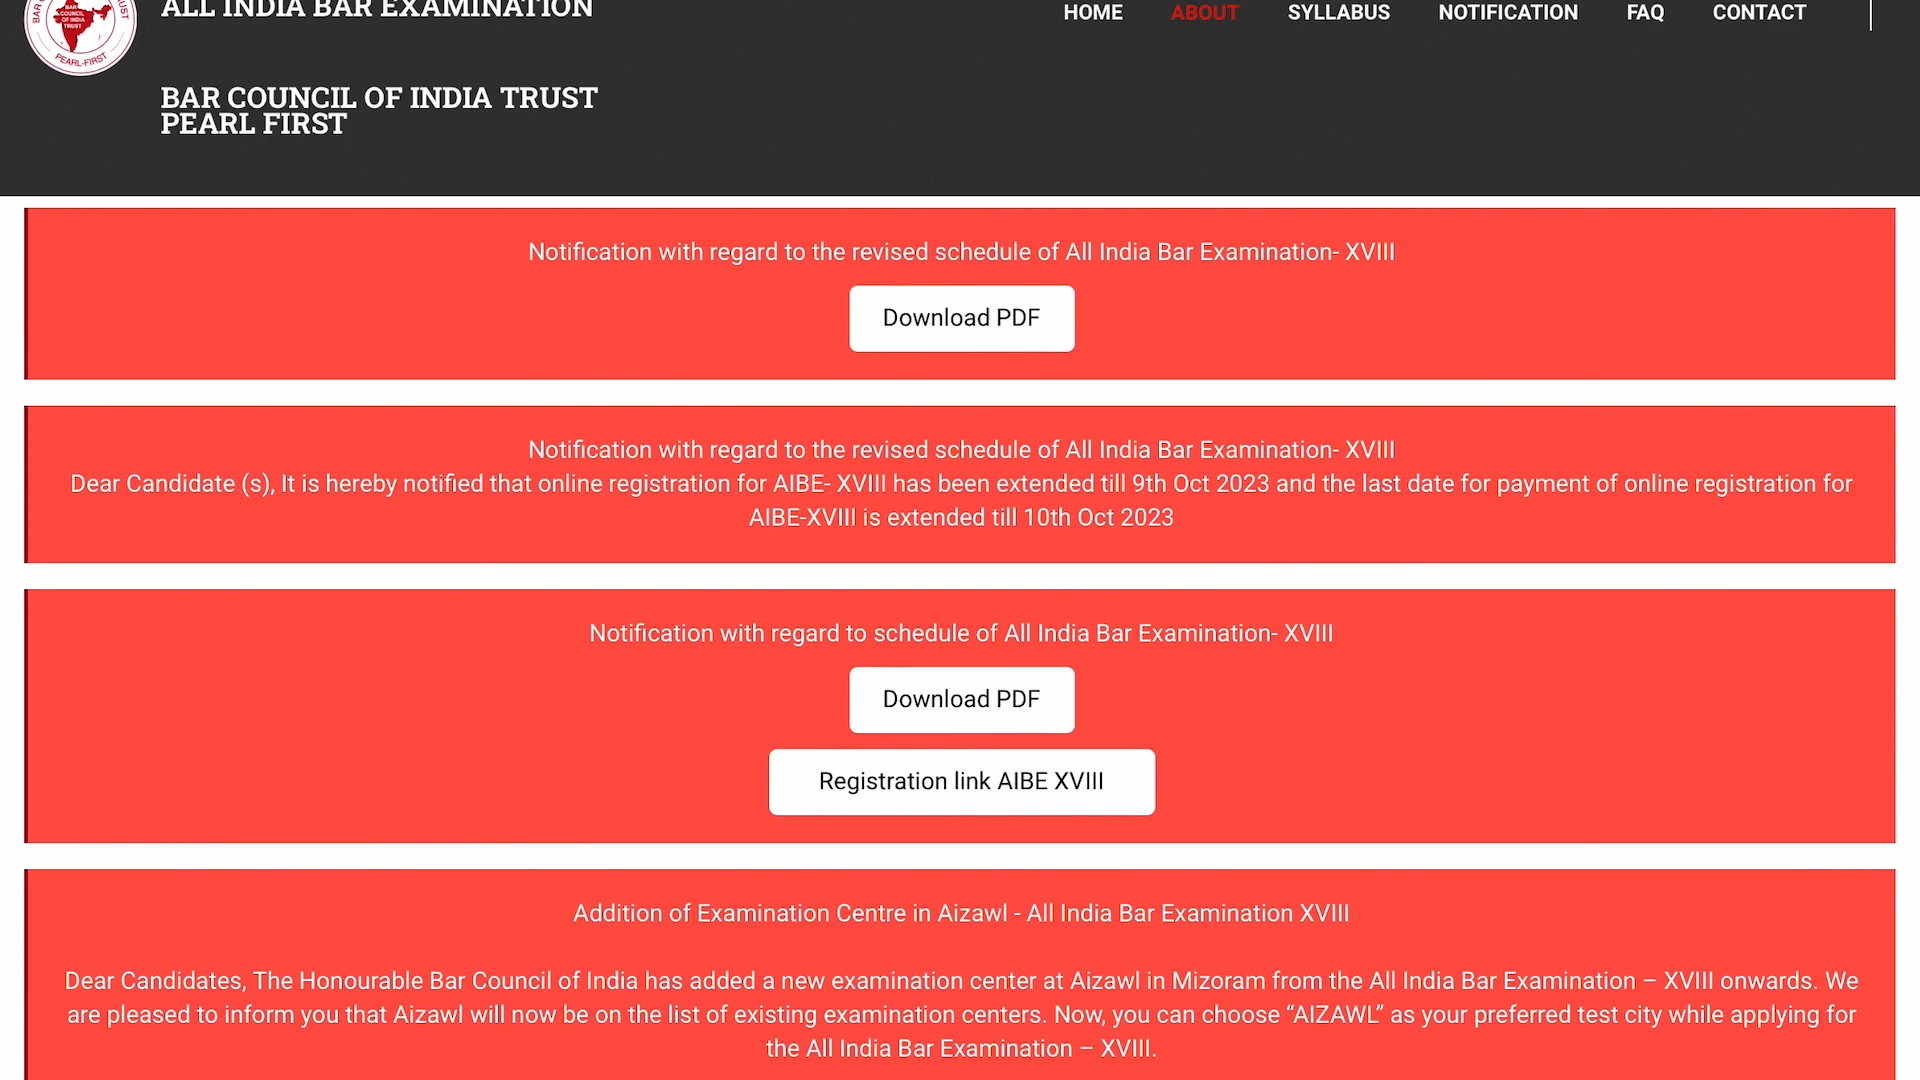 ALL INDIA BAR EXAMINATION
HOME ABOUT SYLLABUS NOTIFICATION FAQ CONTACT
BAR COUNCIL OF INDIA TRUST
PEARL-FIRST
BAR COUNCIL OF INDIA TRUST
PEARL FIRST
Notification with regard to the revised schedule of All India Bar Examination- XVIII
Download PDF
Notification with regard to the revised schedule of All India Bar Examination- XVIII
Dear Candidate (s), It is hereby notified that online registration for AIBE- XVIII has been extended till 9th Oct 2023 and the last date for payment of online registration for
AIBE-XVIII is extended till 10th Oct 2023
Notification with regard to schedule of All India Bar Examination- XVIII
Download PDF
Registration link AIBE XVIII
Addition of Examination Centre in Aizawl - All India Bar Examination XVIII
Dear Candidates, The Honourable Bar Council of India has added a new examination center at Aizawl in Mizoram from the All India Bar Examination – XVIII onwards. We
are pleased to inform you that Aizawl will now be on the list of existing examination centers. Now, you can choose “AIZAWL” as your preferred test city while applying for
the All India Bar Examination – XVIII.